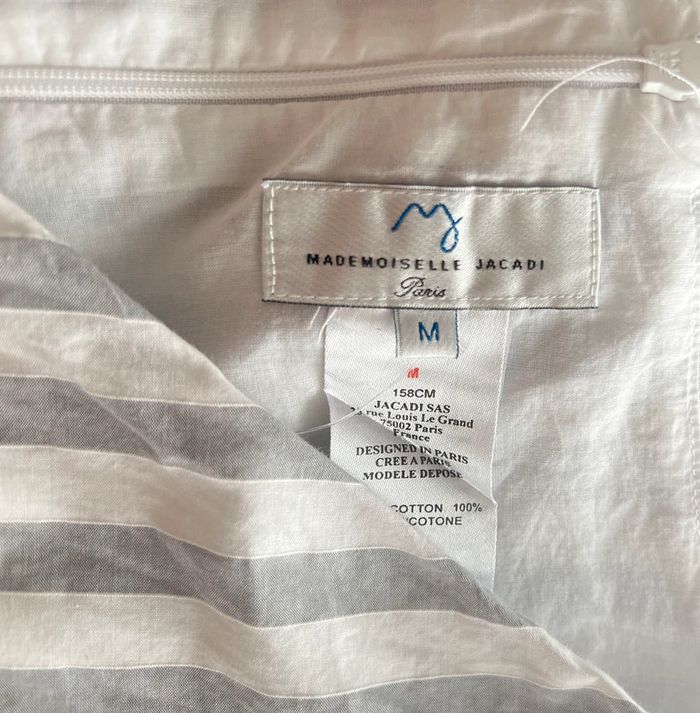 MADEMOISELLE JACADI
Paris
M
M
158CM
JACADI SAS
rue Louis Le Grand
75002 Paris
France
DESIGNED IN PARIS
CREE A PARIS
MODELE DEPOSE
COTTON 100%
COTONE